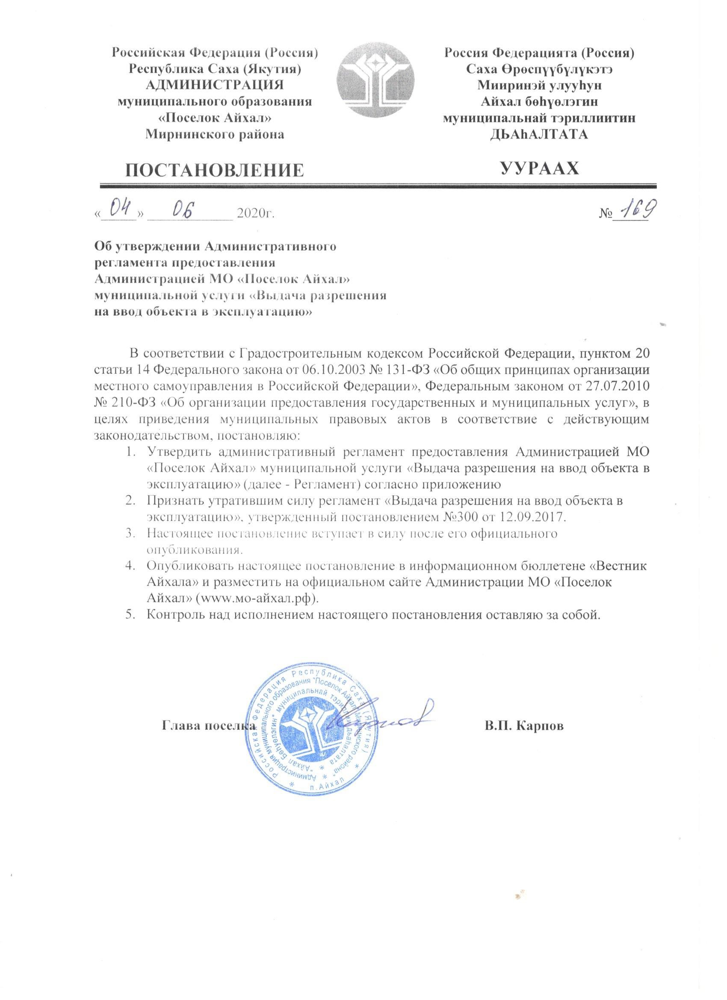 Российская Федерация (Россия)
Республика Саха (Якутия)
АДМИНИСТРАЦИЯ
муниципального образования
«Поселок Айхал»
Мирнинского района
ПОСТАНОВЛЕНИЕ
Россия Федерацията (Россия)
Саха Өрөспүүбүлүкэтэ
Мииринэй улууһун
Айхал бөһүөлэгин
муниципальнай тэриллиитин
ДЬАһАЛТАТА
УУРААХ
«04» 06 2020г. №169
Об утверждении Административного
регламента предоставления
Администрацией МО «Поселок Айхал»
муниципальной услуги «Выдача разрешения
на ввод объекта в эксплуатацию»
В соответствии с Градостроительным кодексом Российской Федерации, пунктом 20
статьи 14 Федерального закона от 06.10.2003 № 131-ФЗ «Об общих принципах организации
местного самоуправления в Российской Федерации», Федеральным законом от 27.07.2010
№ 210-ФЗ «Об организации предоставления государственных и муниципальных услуг», в
целях приведения муниципальных правовых актов в соответствие с действующим
законодательством, постановляю:
1. Утвердить административный регламент предоставления Администрацией МО
«Поселок Айхал» муниципальной услуги «Выдача разрешения на ввод объекта в
эксплуатацию» (далее - Регламент) согласно приложению
2. Признать утратившим силу регламент «Выдача разрешения на ввод объекта в
эксплуатацию», утвержденный постановлением №300 от 12.09.2017.
3. Настоящее постановление вступает в силу после его официального
опубликования.
4. Опубликовать настоящее постановление в информационном бюллетене «Вестник
Айхала» и разместить на официальном сайте Администрации МО «Поселок
Айхал» (www.мо-айхал.рф).
5. Контроль над исполнением настоящего постановления оставляю за собой.
Глава поселка
В.П. Карпов
Российская Федерация Республика Саха (Якутия)
* п.Айхал *
Администрация муниципального образования "Поселок Айхал" Мирнинского района" *
"Айхал Бөһүөлэгин" муниципальнай тэриллиитин дьаһалтата *